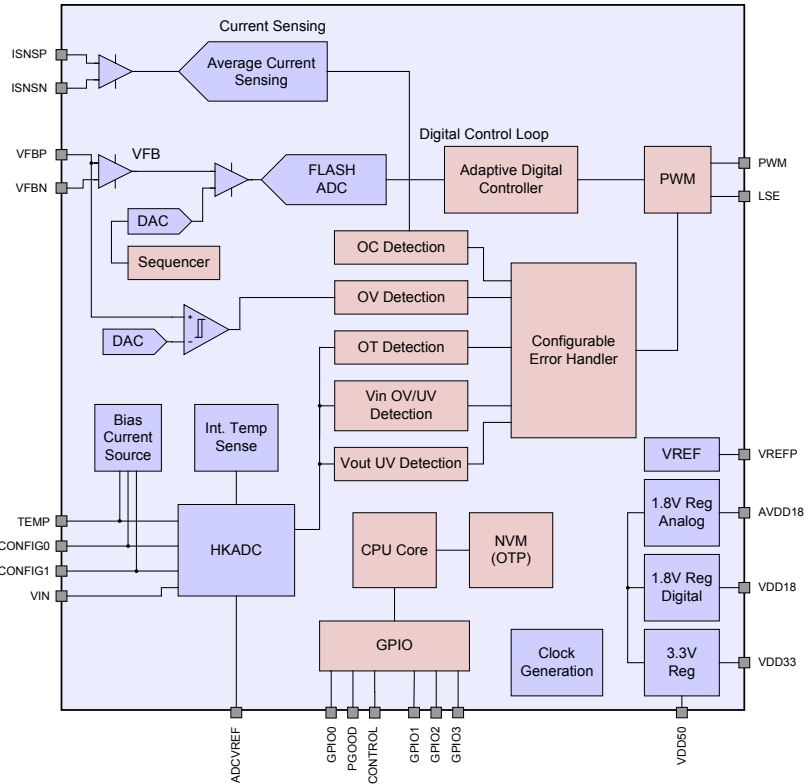 Current Sensing
ISNSP
ISNSN
Average Current
Sensing
VFBP
VFBN
VFB
FLASH
ADC
Digital Control Loop
Adaptive Digital
Controller
PWM
PWM
LSE
DAC
Sequencer
OC Detection
OV Detection
+
-
DAC
OT Detection
Configurable
Error Handler
Vin OV/UV
Detection
Vout UV Detection
Bias
Current
Source
Int. Temp
Sense
VREF
VREFP
TEMP
CONFIG0
CONFIG1
VIN
HKADC
CPU Core
NVM
(OTP)
1.8V Reg
Analog
AVDD18
1.8V Reg
Digital
VDD18
GPIO
Clock
Generation
3.3V
Reg
VDD33
ADCVREF
GPIO0
PGOOD
CONTROL
GPIO1
GPIO2
GPIO3
VDD50